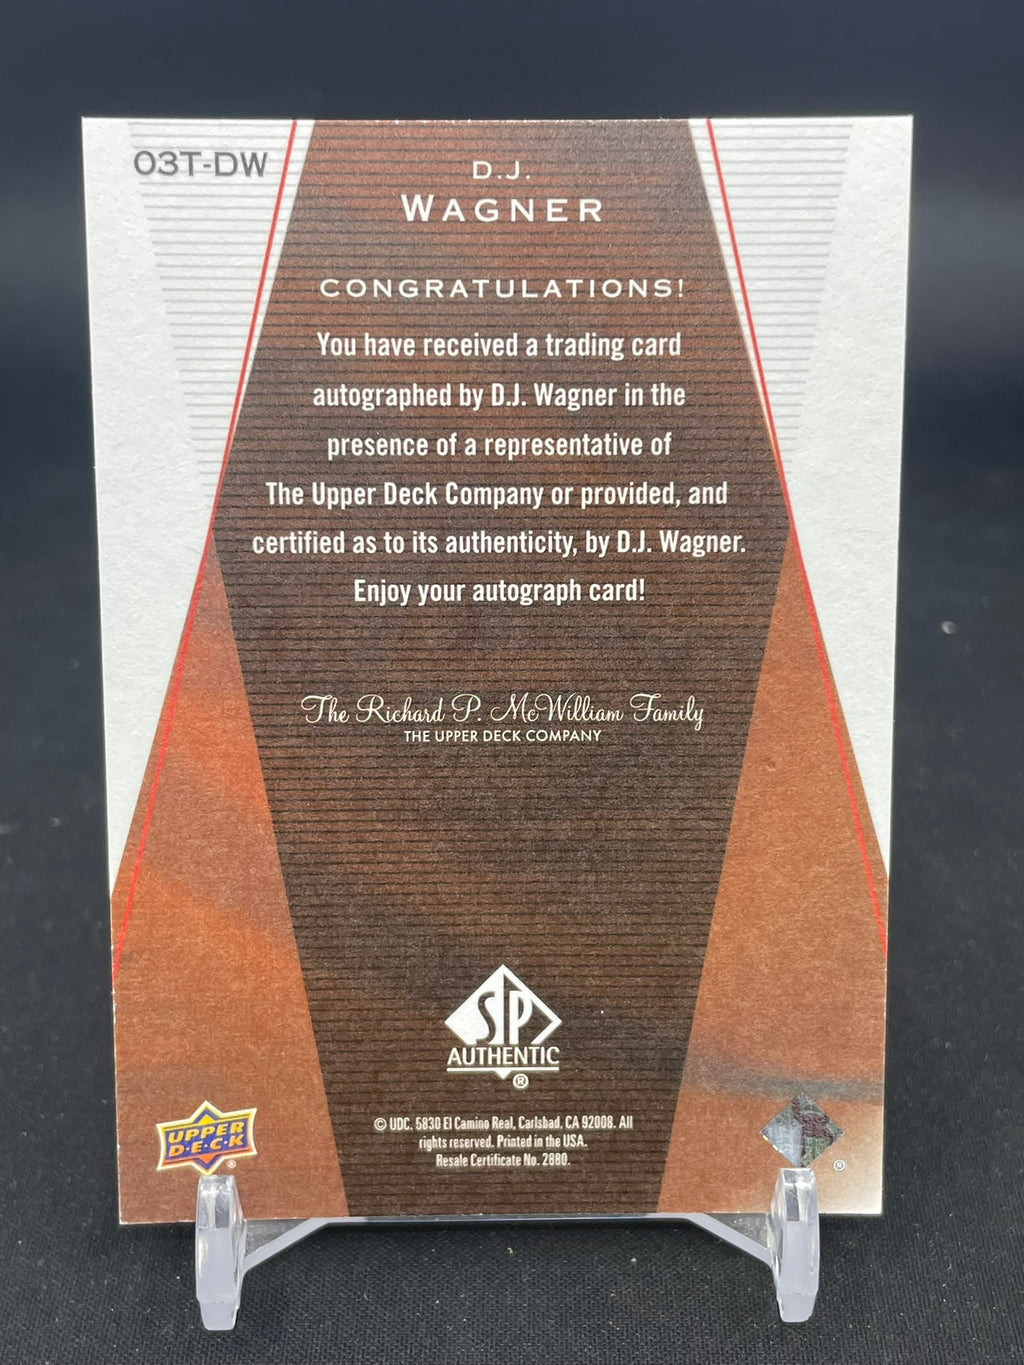 03T-DW
D.J.
WAGNER
CONGRATULATIONS!
You have received a trading card
autographed by D.J. Wagner in the
presence of a representative of
The Upper Deck Company or provided, and
certified as to its authenticity, by D.J. Wagner.
Enjoy your autograph card!
The Richard P. McWilliam Family
THE UPPER DECK COMPANY
SP
AUTHENTIC
®
© UDC. 5830 El Camino Real, Carlsbad, CA 92008. All
rights reserved. Printed in the USA.
Resale Certificate No. 2880.
UPPER
D·E·C·K
®
®